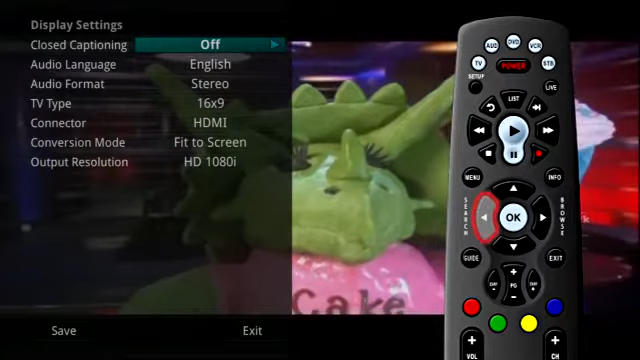 Display Settings
Closed Captioning Off
Audio Language English
Audio Format Stereo
TV Type 16x9
Connector HDMI
Conversion Mode Fit to Screen
Output Resolution HD 1080i
Save Exit
AUD DVD VCR
TV POWER STB
SETUP
LIVE
LIST
MENU INFO
SEARCH OK BROWSE
GUIDE EXIT
DAY - + PG - DAY +
Cake
+ VOL + CH